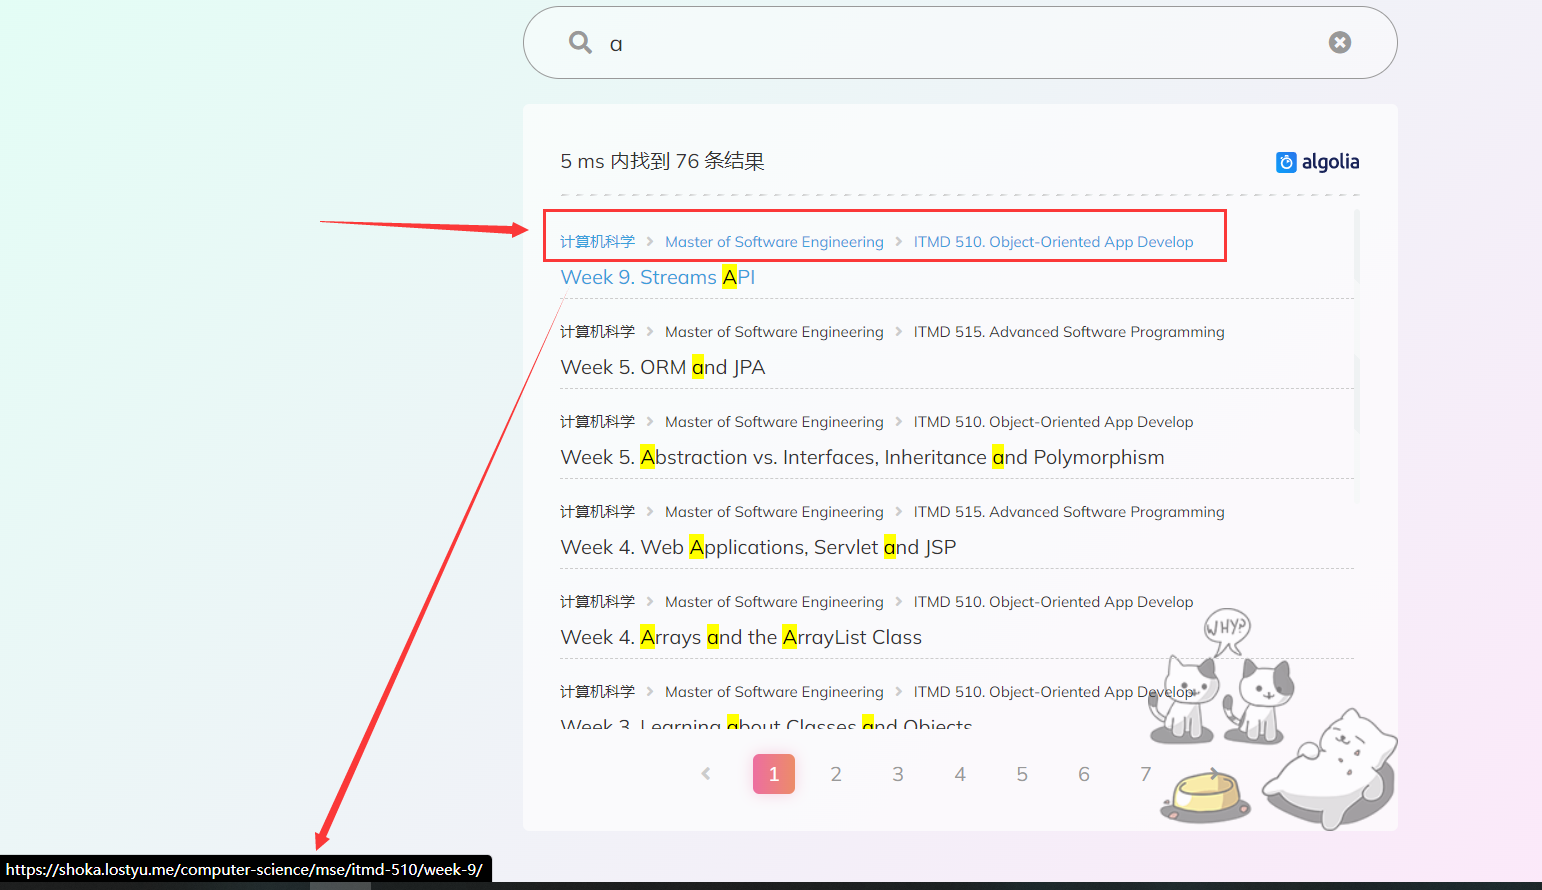 a
5 ms 内找到 76 条结果
algolia
计算机科学 > Master of Software Engineering > ITMD 510. Object-Oriented App Develop
Week 9. Streams API
计算机科学 > Master of Software Engineering > ITMD 515. Advanced Software Programming
Week 5. ORM and JPA
计算机科学 > Master of Software Engineering > ITMD 510. Object-Oriented App Develop
Week 5. Abstraction vs. Interfaces, Inheritance and Polymorphism
计算机科学 > Master of Software Engineering > ITMD 515. Advanced Software Programming
Week 4. Web Applications, Servlet and JSP
计算机科学 > Master of Software Engineering > ITMD 510. Object-Oriented App Develop
Week 4. Arrays and the ArrayList Class
WHY?
计算机科学 > Master of Software Engineering > ITMD 510. Object-Oriented App Develop
Week 3. Learning about Classes and Objects
1 2 3 4 5 6 7
https://shoka.lostyu.me/computer-science/mse/itmd-510/week-9/